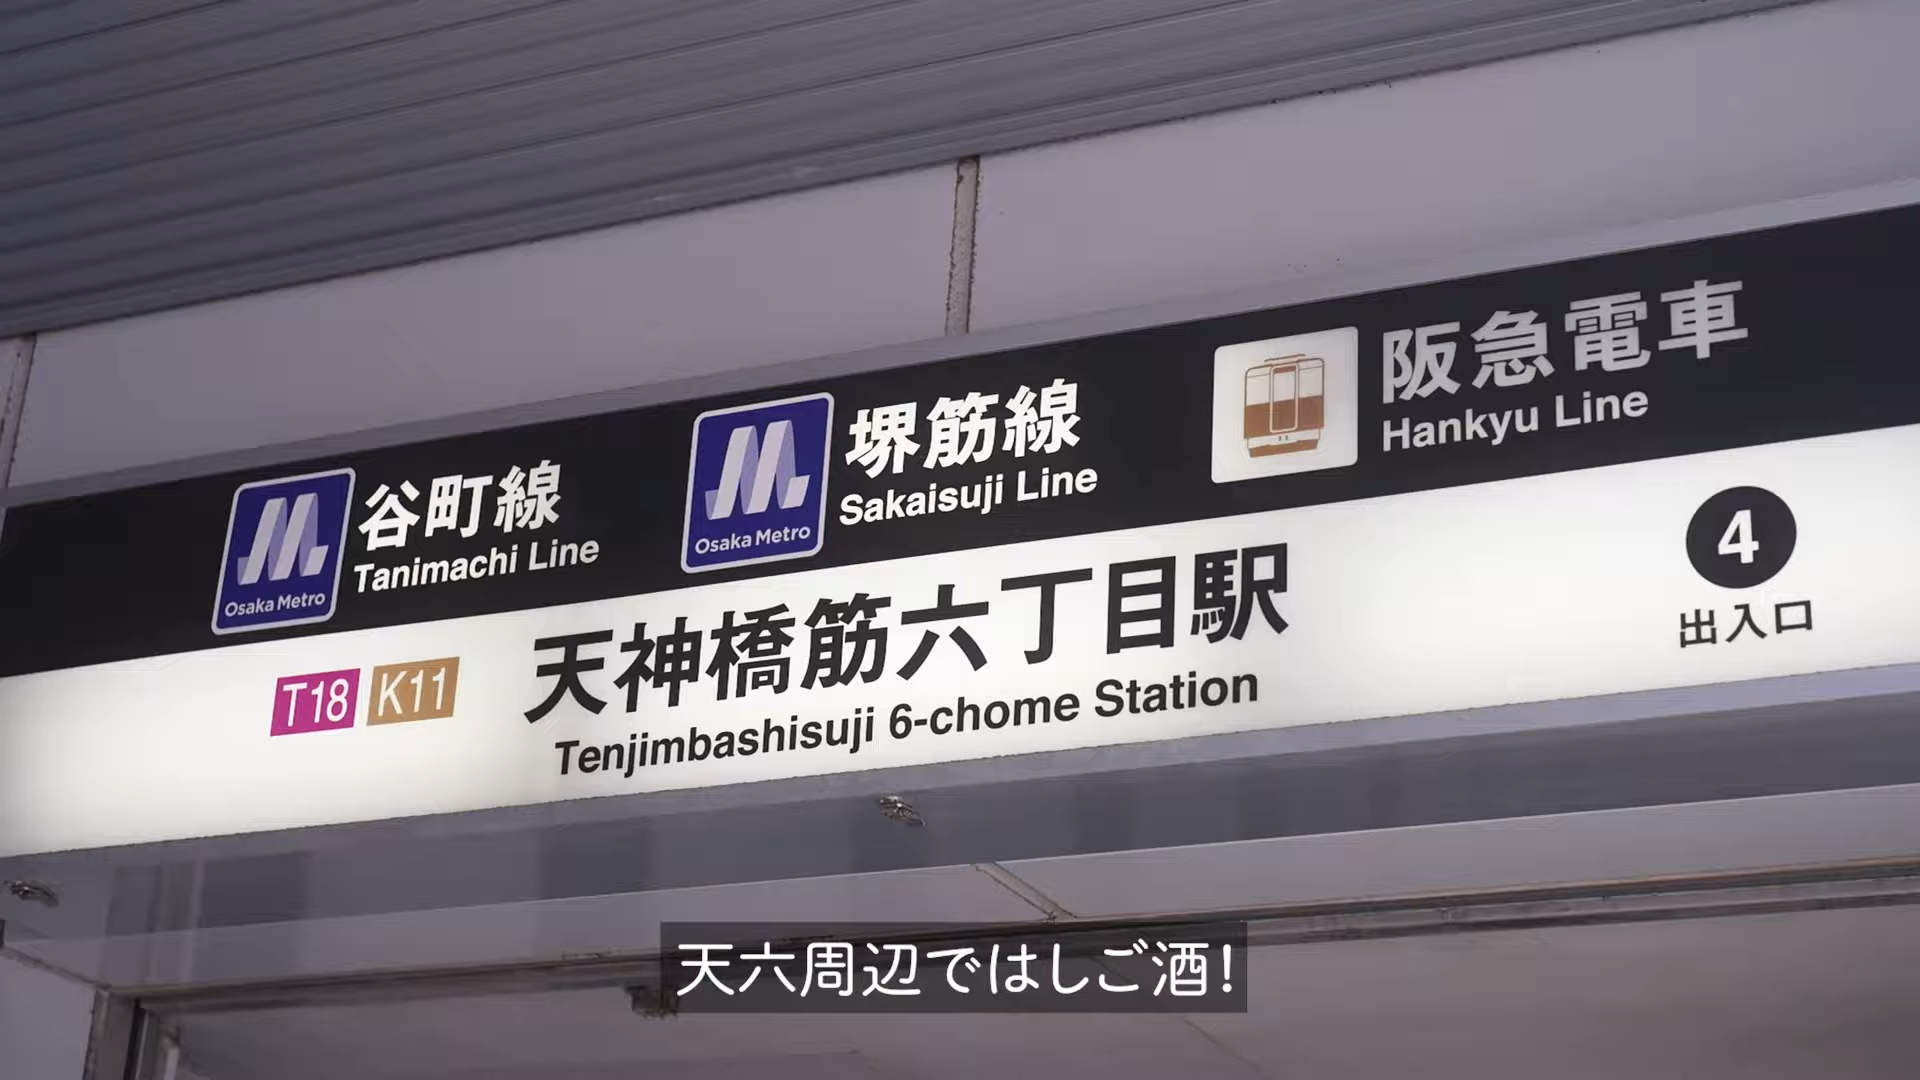 谷町線
Tanimachi Line
Osaka Metro
堺筋線
Sakaisuji Line
Osaka Metro
阪急電車
Hankyu Line
T18 K11
天神橋筋六丁目駅
Tenjimbashisuji 6-chome Station
4
出入口
天六周辺ではしご酒!